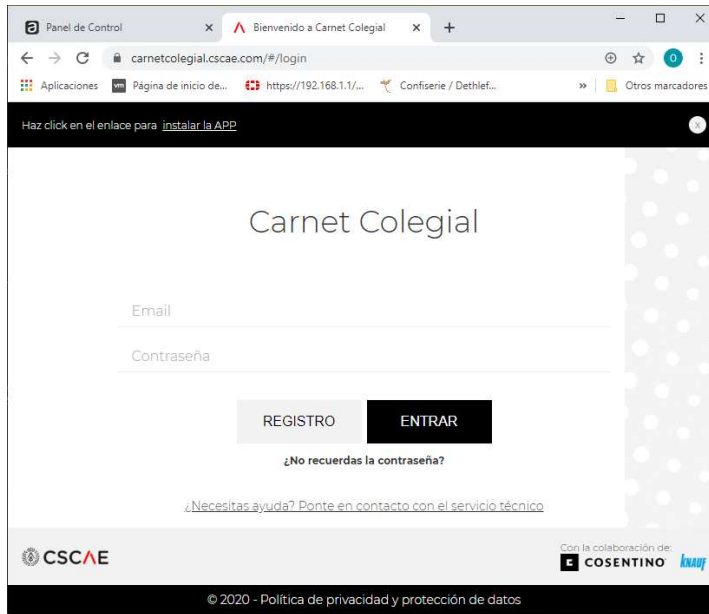 Panel de Control
Bienvenido a Carnet Colegial
carnetcolegial.cscae.com/#/login
O
Aplicaciones
vm
Página de inicio de...
https://192.168.1.1/...
Confiserie / Dethlef...
»
Otros marcadores
Haz click en el enlace para instalar la APP
x
Carnet Colegial
Email
Contraseña
REGISTRO
ENTRAR
¿No recuerdas la contraseña?
¿Necesitas ayuda? Ponte en contacto con el servicio técnico
CSCAE
Con la colaboración de:
COSENTINO
KNAUF
© 2020 - Política de privacidad y protección de datos